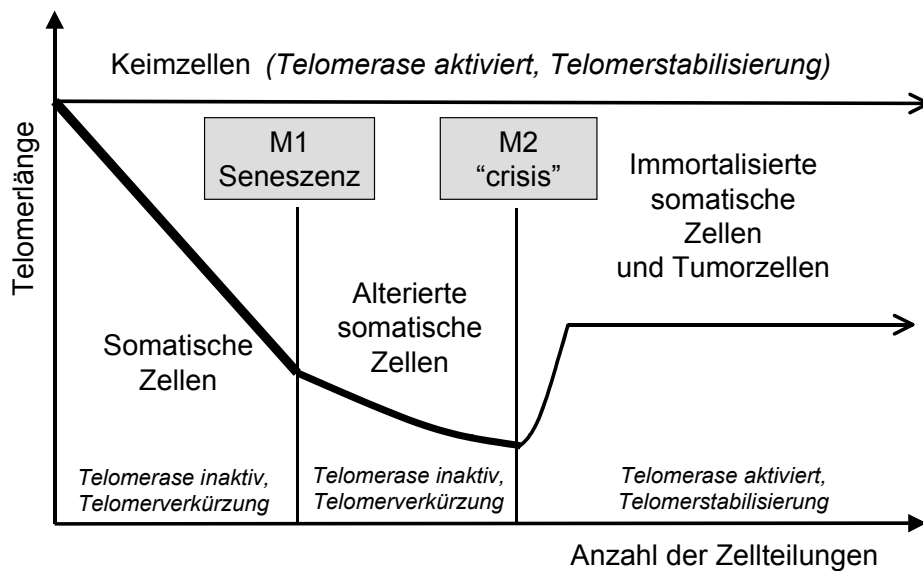 Keimzellen (Telomerase aktiviert, Telomerstabilisierung)
Telomerlänge
M1
Seneszenz
M2
“crisis”
Immortalisierte
somatische
Zellen
und Tumorzellen
Alterierte
somatische
Zellen
Somatische
Zellen
Telomerase inaktiv,
Telomerverkürzung
Telomerase inaktiv,
Telomerverkürzung
Telomerase aktiviert,
Telomerstabilisierung
Anzahl der Zellteilungen